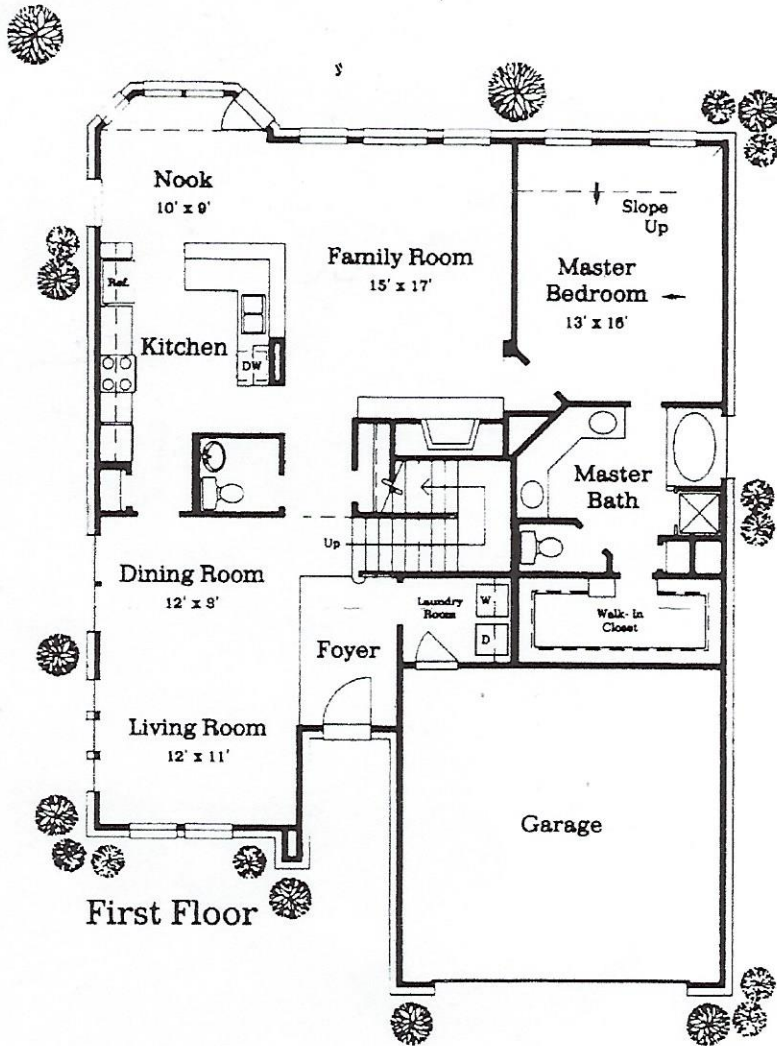 y
Nook
10' x 9'
Slope
Up
Ref.
Family Room
15' x 17'
Master
Bedroom
13' x 16'
Kitchen
DW
Master
Bath
Up
Dining Room
12' x 9'
Laundry
Room
W
D
Walk-In
Closet
Foyer
Living Room
12' x 11'
Garage
First Floor